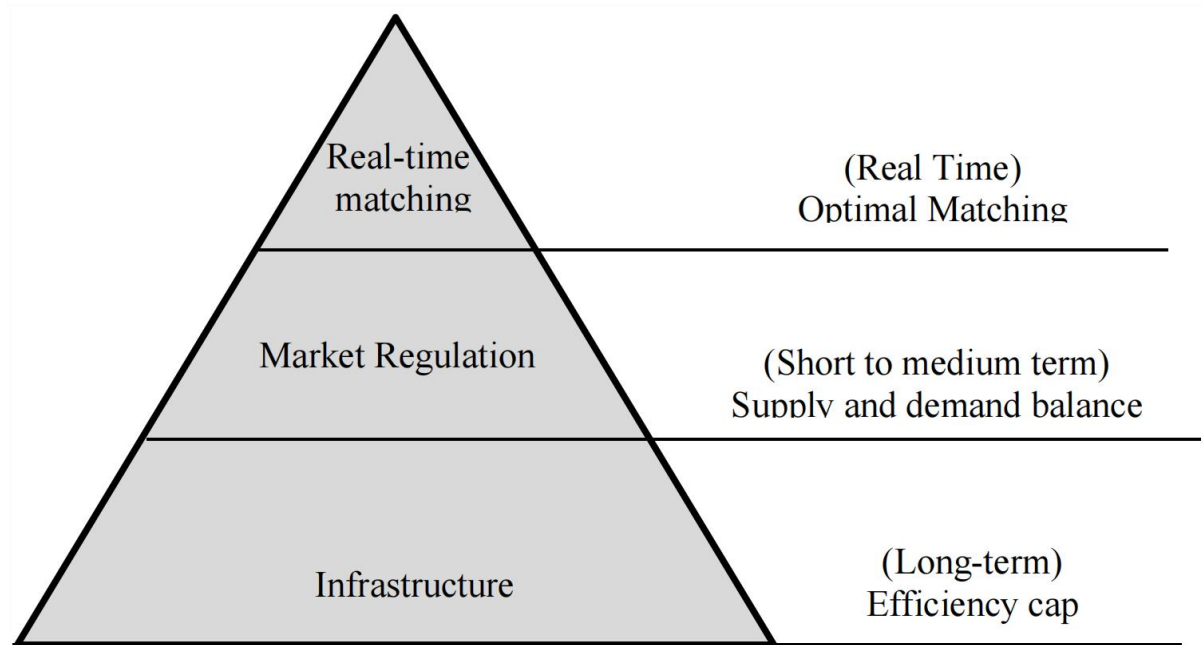 Real-time
matching
(Real Time)
Optimal Matching
Market Regulation
(Short to medium term)
Supply and demand balance
Infrastructure
(Long-term)
Efficiency cap